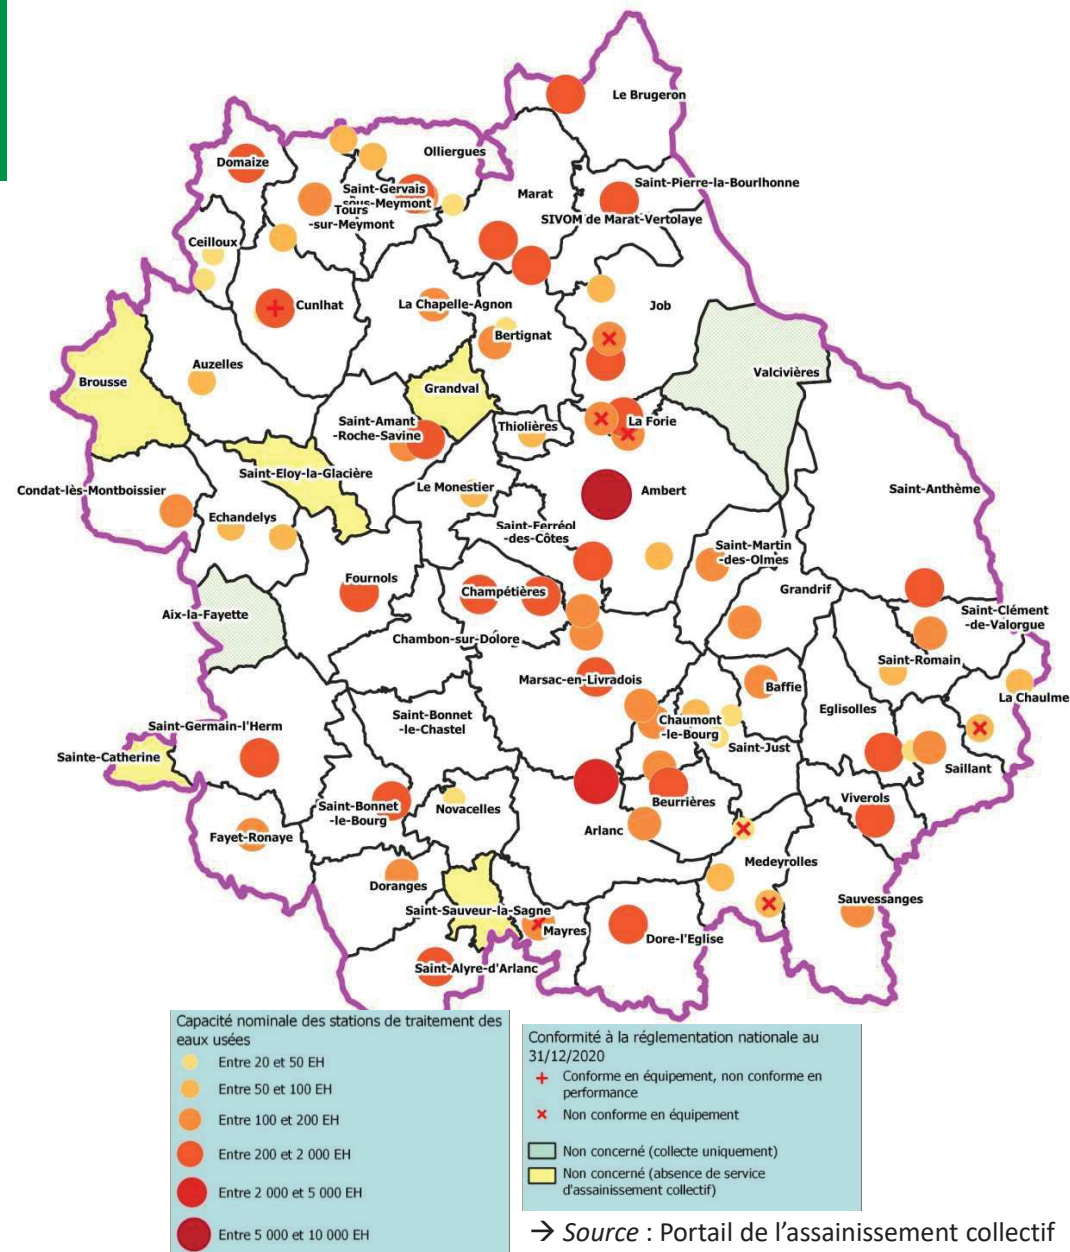 Le Brugeron
Olliergues
Domaize
Saint-Pierre-la-Bourlhonne
Saint-Gervais
-sous-Meymont
Marat
Tours
-sur-Meymont
SIVOM de Marat-Vertolaye
Ceilloux
La Chapelle-Agnon
Cunlhat
Job
Bertignat
Auzelles
Valcivières
Brousse
Grandval
Saint-Amant
-Roche-Savine
La Forie
Thiolières
Saint-Eloy-la-Glacière
Condat-lès-Montboissier
Le Monestier
Ambert
Saint-Anthème
Echandelys
Saint-Ferréol
-des-Côtes
Saint-Martin
-des-Olmes
Fournols
Champétières
Grandrif
Aix-la-Fayette
Saint-Clément
-de-Valorgue
Chambon-sur-Dolore
Saint-Romain
Marsac-en-Livradois
Baffie
La Chaulme
Saint-Bonnet
-le-Chastel
Eglisolles
Saint-Germain-l'Herm
Chaumont
-le-Bourg
Saint-Just
Sainte-Catherine
Saillant
Viverols
Saint-Bonnet
-le-Bourg
Novacelles
Beurrières
Arlanc
Fayet-Ronaye
Medeyrolles
Doranges
Sauvessanges
Saint-Sauveur-la-Sagne
Mayres
Dore-l'Eglise
Saint-Alyre-d'Arlanc
Capacité nominale des stations de traitement des
eaux usées
Entre 20 et 50 EH
Entre 50 et 100 EH
Entre 100 et 200 EH
Entre 200 et 2 000 EH
Entre 2 000 et 5 000 EH
Entre 5 000 et 10 000 EH
Conformité à la réglementation nationale au
31/12/2020
Conforme en équipement, non conforme en
performance
Non conforme en équipement
Non concerné (collecte uniquement)
Non concerné (absence de service
d'assainissement collectif)
→ Source : Portail de l'assainissement collectif